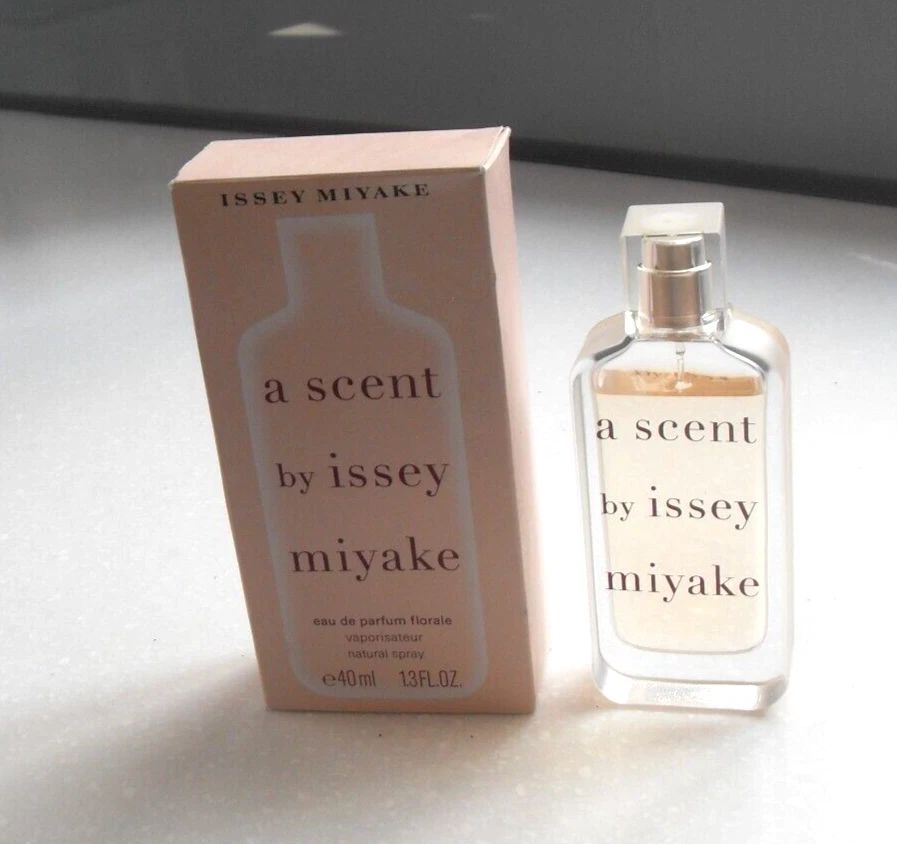 ISSEY MIYAKE
a scent
by issey
miyake
eau de parfum florale
vaporisateur
natural spray
e40ml 1.3FL.OZ.
a scent
by issey
miyake